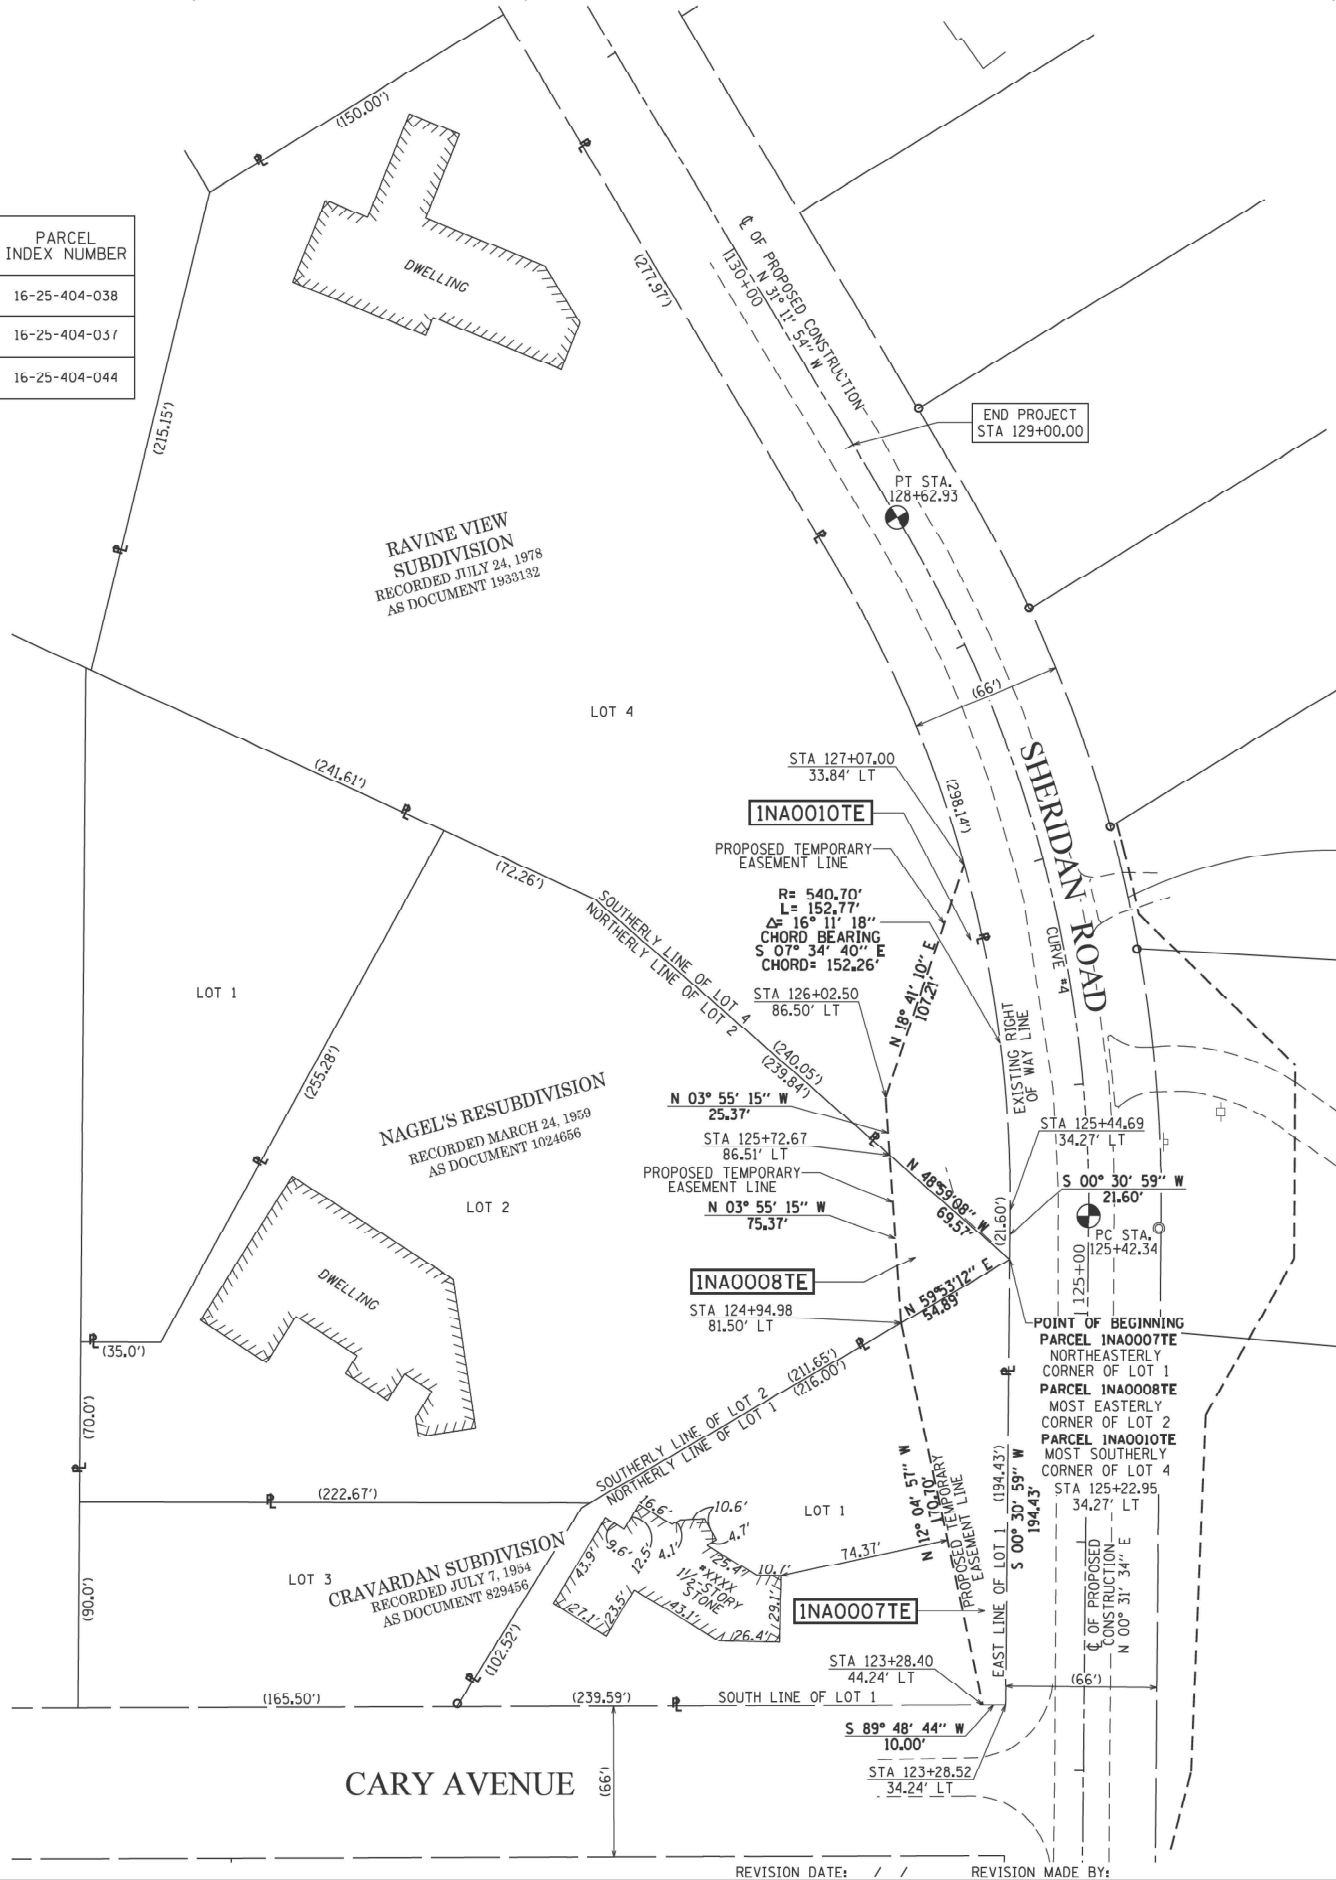 (150.00')
PARCEL
INDEX NUMBER
16-25-404-038
16-25-404-037
16-25-404-044
DWELLING
(277.97')
℄ OF PROPOSED CONSTRUCTION
N 31° 11' 54" W
130+00
(215.15')
END PROJECT
STA 129+00.00
PT STA.
128+62.93
RAVINE VIEW
SUBDIVISION
RECORDED JULY 24, 1978
AS DOCUMENT 1933132
LOT 4
(66')
SHERIDAN ROAD
(241.61')
(72.26')
STA 127+07.00
33.84' LT
(298.14')
1NA0010TE
PROPOSED TEMPORARY
EASEMENT LINE
R= 540.70'
L= 152.77'
Δ= 16° 11' 18"
CHORD BEARING
S 07° 34' 40" E
CHORD= 152.26'
SOUTHERLY LINE OF LOT 4
NORTHERLY LINE OF LOT 2
N 18° 41' 10" E
107.21'
CURVE #4
STA 126+02.50
86.50' LT
LOT 1
(240.05')
(239.84')
EXISTING RIGHT
OF WAY LINE
(255.28')
NAGEL'S RESUBDIVISION
RECORDED MARCH 24, 1959
AS DOCUMENT 1024656
N 03° 55' 15" W
25.37'
STA 125+72.67
86.51' LT
PROPOSED TEMPORARY
EASEMENT LINE
N 03° 55' 15" W
75.37'
STA 125+44.69
34.27' LT
S 00° 30' 59" W
21.60'
N 48°59'08" W
69.57'
(21.60')
LOT 2
PC STA.
125+42.34
125+00
DWELLING
1NA0008TE
N 59°53'12" E
54.89'
STA 124+94.98
81.50' LT
POINT OF BEGINNING
PARCEL 1NA0007TE
NORTHEASTERLY
CORNER OF LOT 1
PARCEL 1NA0008TE
MOST EASTERLY
CORNER OF LOT 2
PARCEL 1NA0010TE
MOST SOUTHERLY
CORNER OF LOT 4
STA 125+22.95
34.27' LT
(35.0')
(211.65')
(216.00')
(70.0')
SOUTHERLY LINE OF LOT 2
NORTHERLY LINE OF LOT 1
N 12° 04' 57" W
170.70'
PROPOSED TEMPORARY
EASEMENT LINE
EAST LINE OF LOT 1 (194.43')
S 00° 30' 59" W
194.43'
(222.67')
LOT 1
16.6'
10.6'
9.6'
12.5'
4.1'
4.7'
25.4'
10.7'
43.9'
27.1'
23.5'
43.1'
26.4'
29.1'
#XXXX
1½-STORY
STONE
74.37'
LOT 3
CRAVARDAN SUBDIVISION
RECORDED JULY 7, 1954
AS DOCUMENT 829456
℄ OF PROPOSED
CONSTRUCTION
N 00° 31' 34" E
1NA0007TE
(90.0')
(102.52')
STA 123+28.40
44.24' LT
(66')
(165.50')
(239.59')
SOUTH LINE OF LOT 1
S 89° 48' 44" W
10.00'
STA 123+28.52
34.24' LT
CARY AVENUE
(66')
REVISION DATE: / /
REVISION MADE BY: